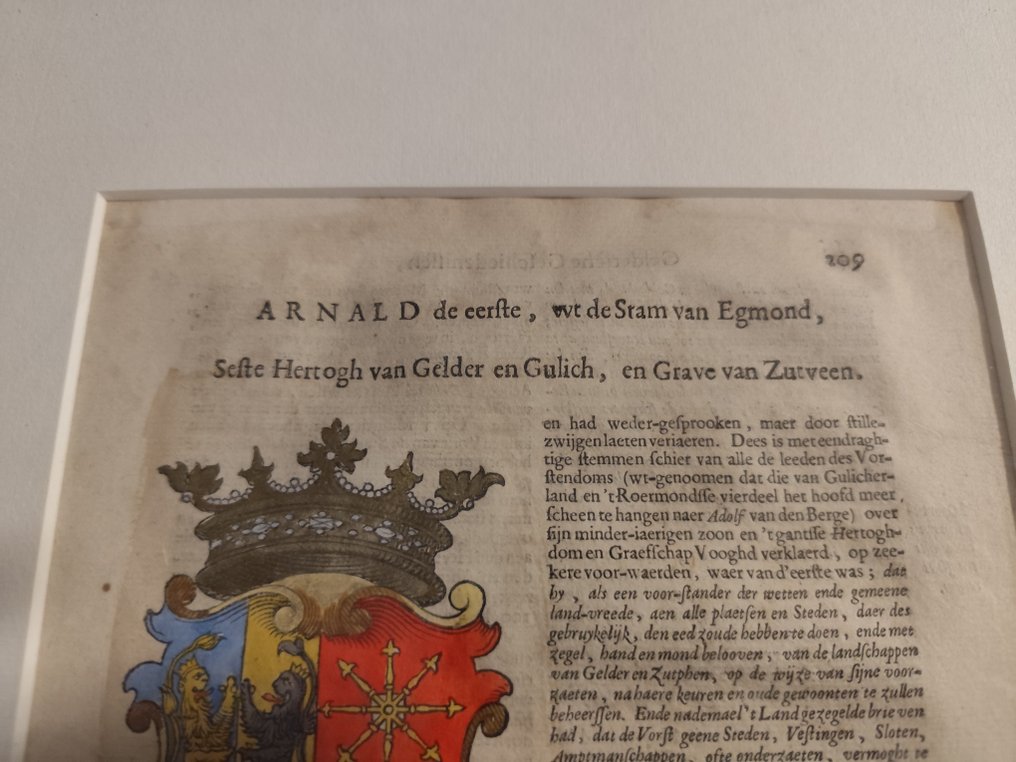 209
ARNALD de eerſte, wt de Stam van Egmond,
Seſte Hertogh van Gelder en Gulich, en Grave van Zutveen.
en had weder-geſprooken, maer door ſtille-
zwijgen laeten veriaeren. Dees is met eendragh-
tige ſtemmen ſchier van alle de leeden des Vor-
ſtendoms (wt-genoomen dat die van Gulicher-
land en 't Roermondſſe vierdeel het hoofd meer
ſcheen te hangen naer Adolf van den Berge) over
ſijn minder-iaerigen zoon en 't gantiſſe Hertogh-
dom en Graefſchap Vooghd verklaerd, op zee-
kere voor-waerden, waer van d'eerſte was; dat
hy, als een voor-ſtander der wetten ende gemeene
land-vreede, aen alle plaetſen en Steden, daer des
gebruykelijk, den eed zoude hebben te doen, ende met
zegel, hand en mond belooven, van de landſchappen
van Gelder en Zutphen, op de wijze van ſijne voor-
zaeten, na haere keuren en oude gewoonten te zullen
beheerſſen. Ende nademael 't Land gezegelde brieven
had, dat de Vorſt geene Steden, Veſtingen, Sloten,
Amptmanſchappen, ofte onderzaeten, vermoght te